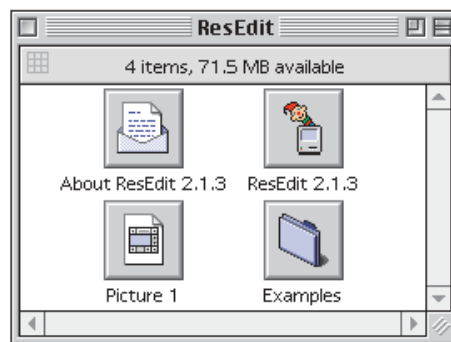 ResEdit
4 items, 71.5 MB available
About ResEdit 2.1.3
ResEdit 2.1.3
Picture 1
Examples